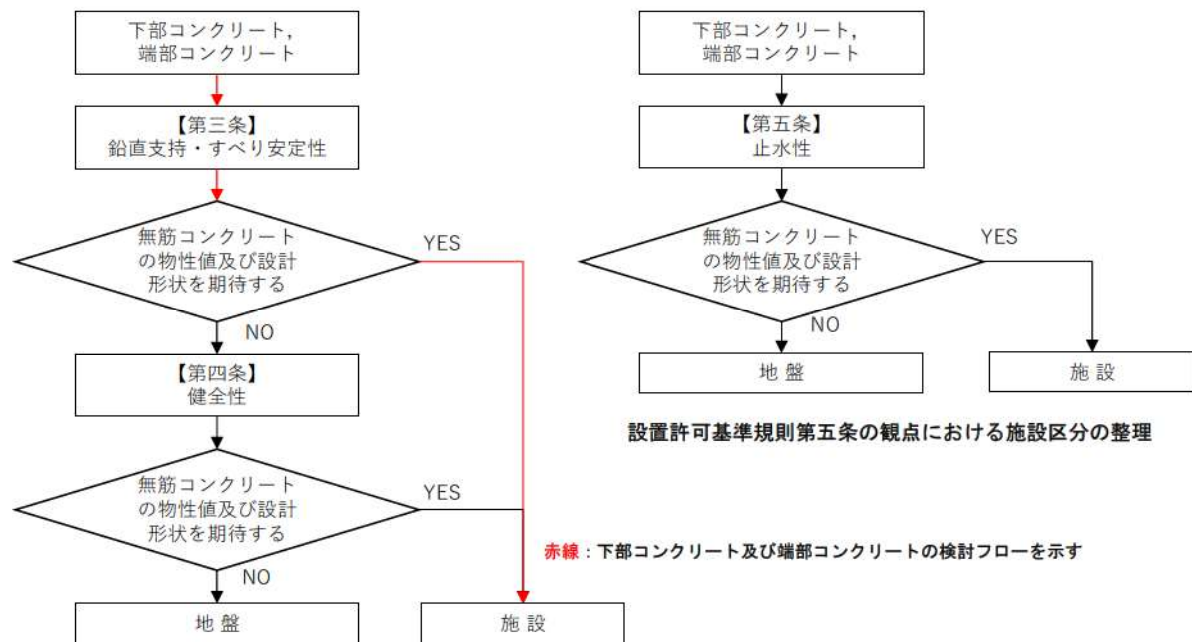 下部コンクリート,
端部コンクリート
【第三条】
鉛直支持・すべり安定性
無筋コンクリート
の物性値及び設計
形状を期待する
YES
NO
【第四条】
健全性
無筋コンクリート
の物性値及び設計
形状を期待する
YES
NO
地 盤
施 設
下部コンクリート,
端部コンクリート
【第五条】
止水性
無筋コンクリート
の物性値及び設計
形状を期待する
YES
NO
地 盤
施 設
設置許可基準規則第五条の観点における施設区分の整理
赤線：下部コンクリート及び端部コンクリートの検討フローを示す